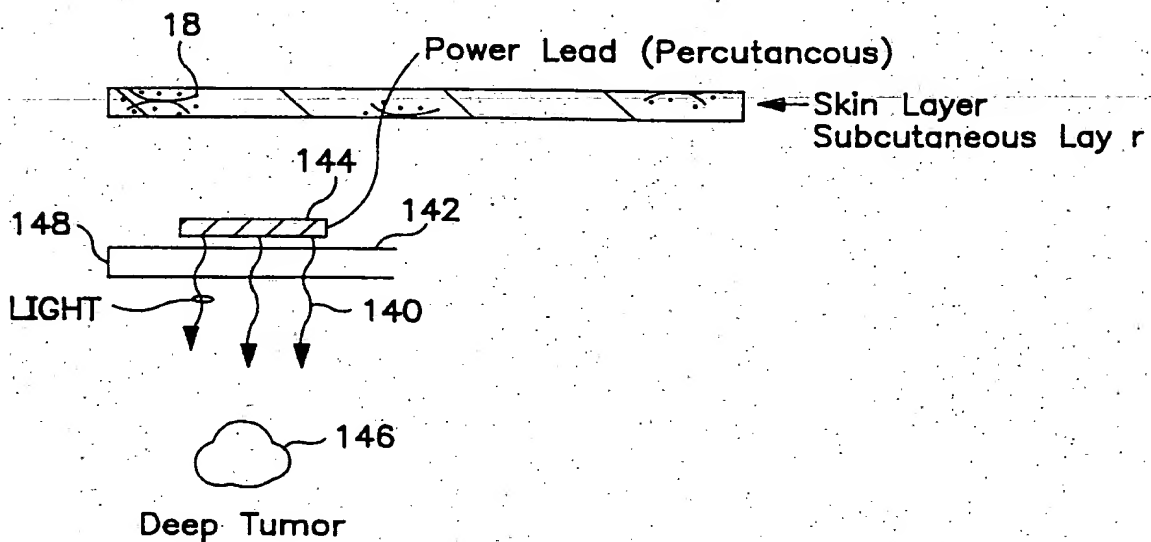 18
Power Lead (Percutancous)
Skin Layer
Subcutaneous Lay r
144
142
148
LIGHT
140
146
Deep Tumor